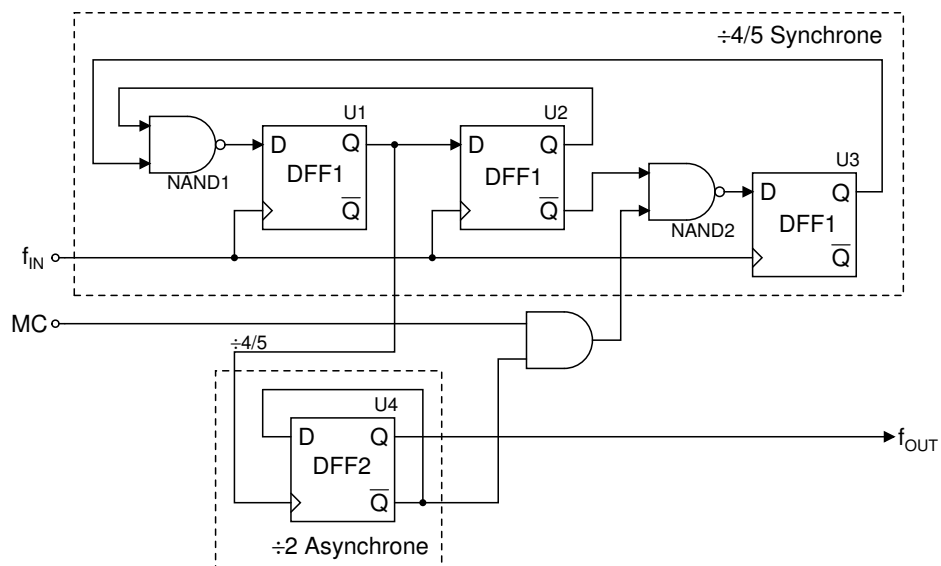 ÷4/5 Synchrone
U1
U2
D Q
DFF1
Q
D Q
DFF1
Q
NAND1
U3
D Q
DFF1
Q
NAND2
fIN
MC
÷4/5
U4
D Q
DFF2
Q
fOUT
÷2 Asynchrone